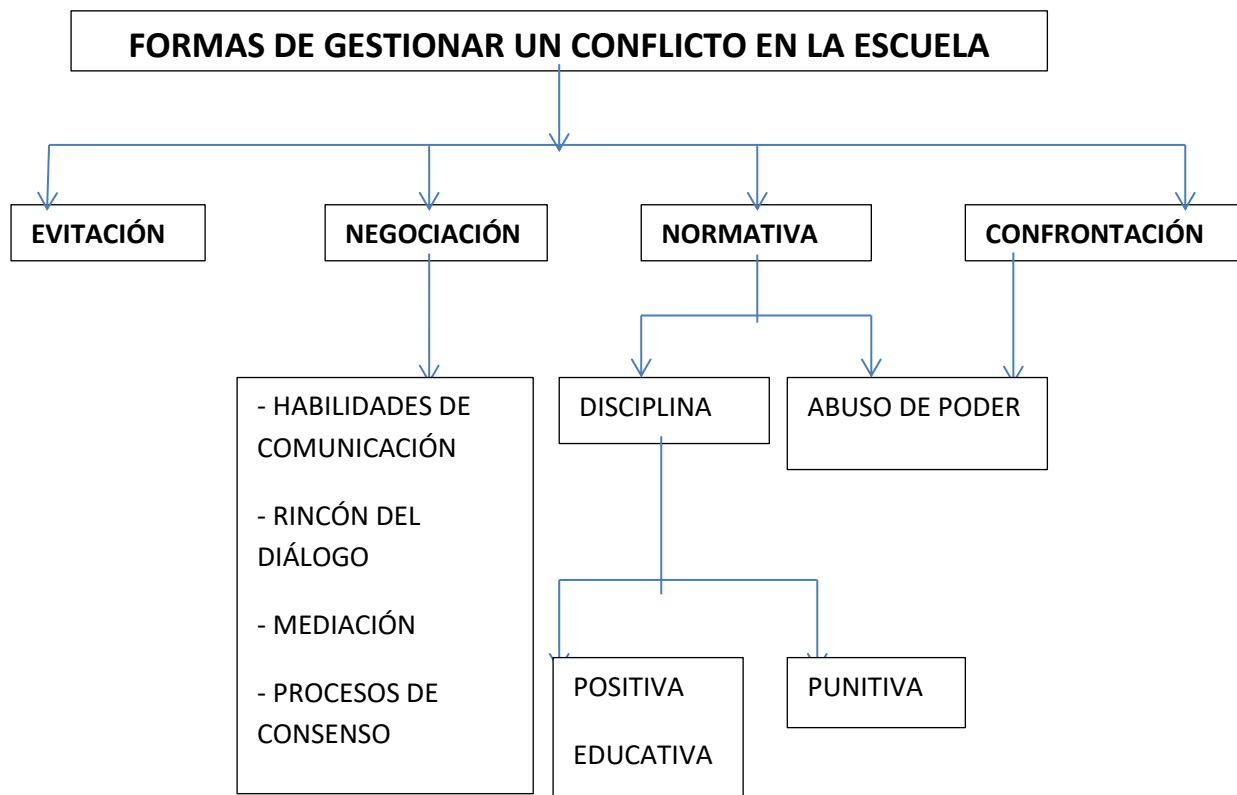 FORMAS DE GESTIONAR UN CONFLICTO EN LA ESCUELA
EVITACIÓN
NEGOCIACIÓN
NORMATIVA
CONFRONTACIÓN
- HABILIDADES DE
COMUNICACIÓN
- RINCÓN DEL
DIÁLOGO
- MEDIACIÓN
- PROCESOS DE
CONSENSO
DISCIPLINA
ABUSO DE PODER
POSITIVA
EDUCATIVA
PUNITIVA